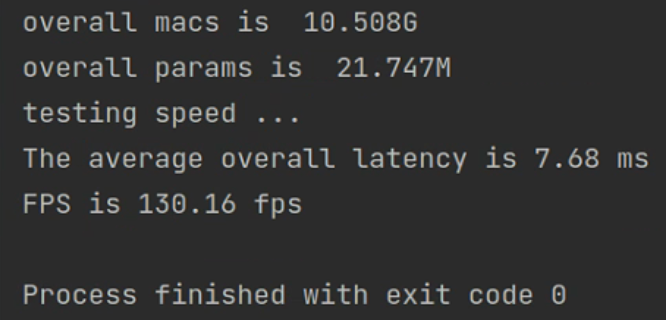 overall macs is  10.508G
overall params is  21.747M
testing speed ...
The average overall latency is 7.68 ms
FPS is 130.16 fps
Process finished with exit code 0